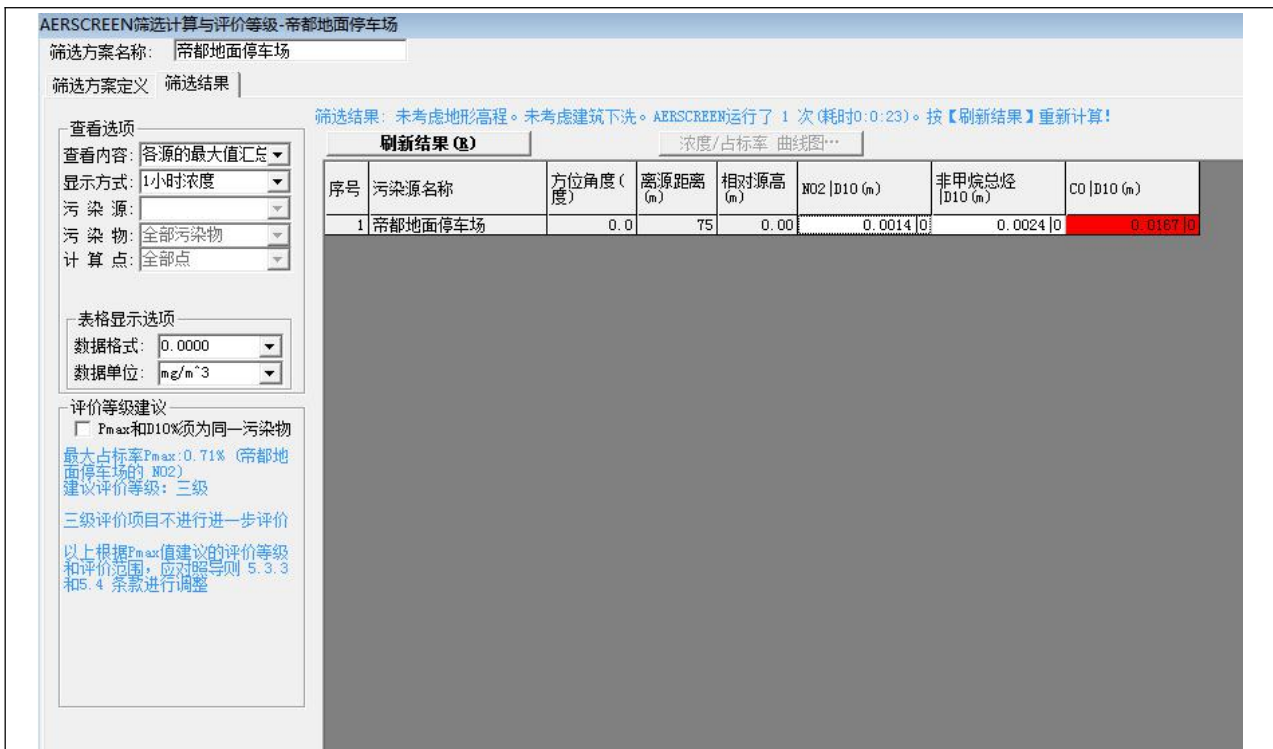 AERSCREEN筛选计算与评价等级-帝都地面停车场
筛选方案名称: 帝都地面停车场
筛选方案定义 筛选结果
筛选结果: 未考虑地形高程。未考虑建筑下洗。AERSCREEN运行了 1 次(耗时0:0:23)。按【刷新结果】重新计算!
刷新结果(R) 浓度/占标率 曲线图…
查看选项
查看内容: 各源的最大值汇总
显示方式: 1小时浓度
污 染 源:
污 染 物: 全部污染物
计 算 点: 全部点
序号 污染源名称 方位角度(度) 离源距离(m) 相对源高(m) NO2|D10(m) 非甲烷总烃|D10(m) CO|D10(m)
1 帝都地面停车场 0.0 75 0.00 0.0014|0 0.0024|0 0.0167|0
表格显示选项
数据格式: 0.0000
数据单位: mg/m^3
评价等级建议
Pmax和D10%须为同一污染物
最大占标率Pmax:0.71% (帝都地
面停车场的 NO2)
建议评价等级: 三级
三级评价项目不进行进一步评价
以上根据Pmax值建议的评价等级
和评价范围，应对照导则 5.3.3
和5.4 条款进行调整